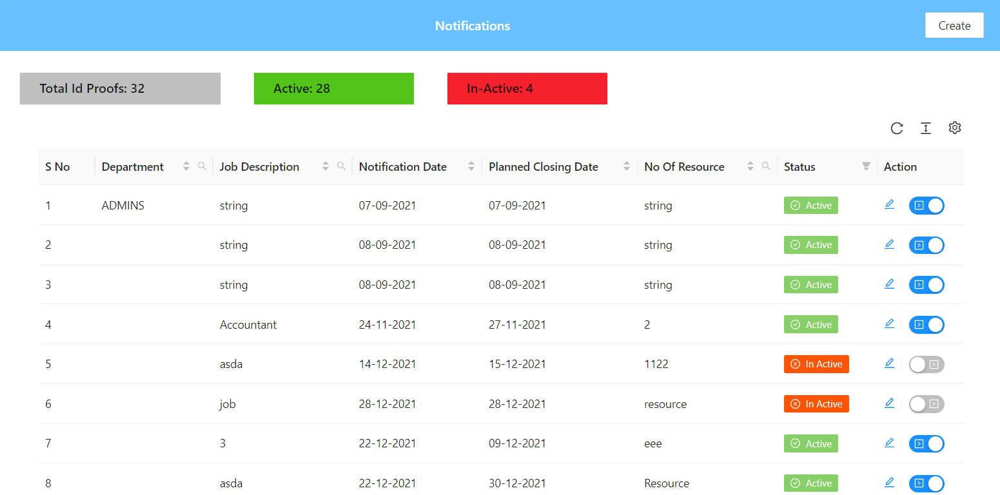 Notifications
Create
Total Id Proofs: 32
Active: 28
In-Active: 4
S No Department Job Description Notification Date Planned Closing Date No Of Resource Status Action
1 ADMINS string 07-09-2021 07-09-2021 string Active
2 string 08-09-2021 08-09-2021 string Active
3 string 08-09-2021 08-09-2021 string Active
4 Accountant 24-11-2021 27-11-2021 2 Active
5 asda 14-12-2021 15-12-2021 1122 In Active
6 job 28-12-2021 28-12-2021 resource In Active
7 3 22-12-2021 09-12-2021 eee Active
8 asda 22-12-2021 30-12-2021 Resource Active